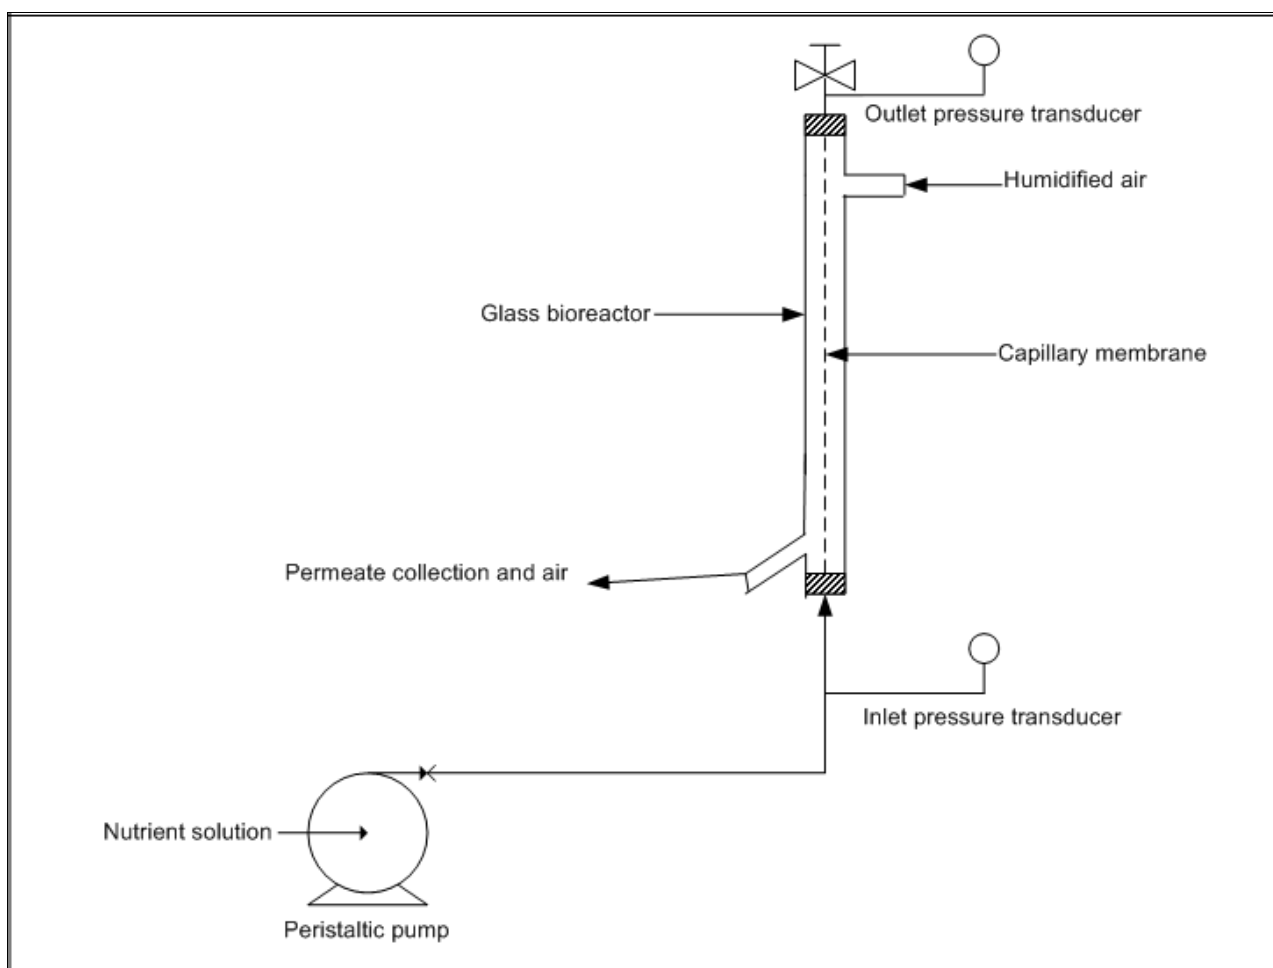 Outlet pressure transducer
Humidified air
Glass bioreactor
Capillary membrane
Permeate collection and air
Inlet pressure transducer
Nutrient solution
Peristaltic pump